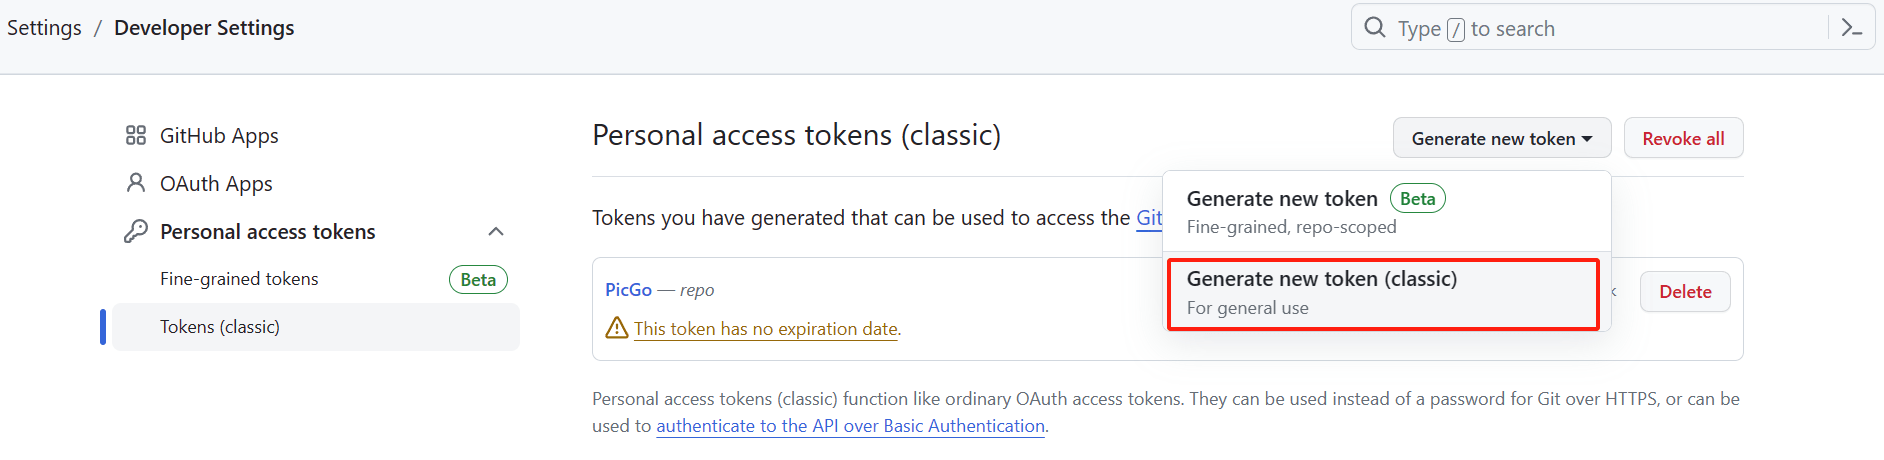 Settings / Developer Settings
Type / to search
GitHub Apps
OAuth Apps
Personal access tokens
Fine-grained tokens Beta
Tokens (classic)
Personal access tokens (classic)
Generate new token
Revoke all
Generate new token Beta
Fine-grained, repo-scoped
Generate new token (classic)
For general use
Tokens you have generated that can be used to access the Git
PicGo — repo
Delete
This token has no expiration date.
Personal access tokens (classic) function like ordinary OAuth access tokens. They can be used instead of a password for Git over HTTPS, or can be
used to authenticate to the API over Basic Authentication.